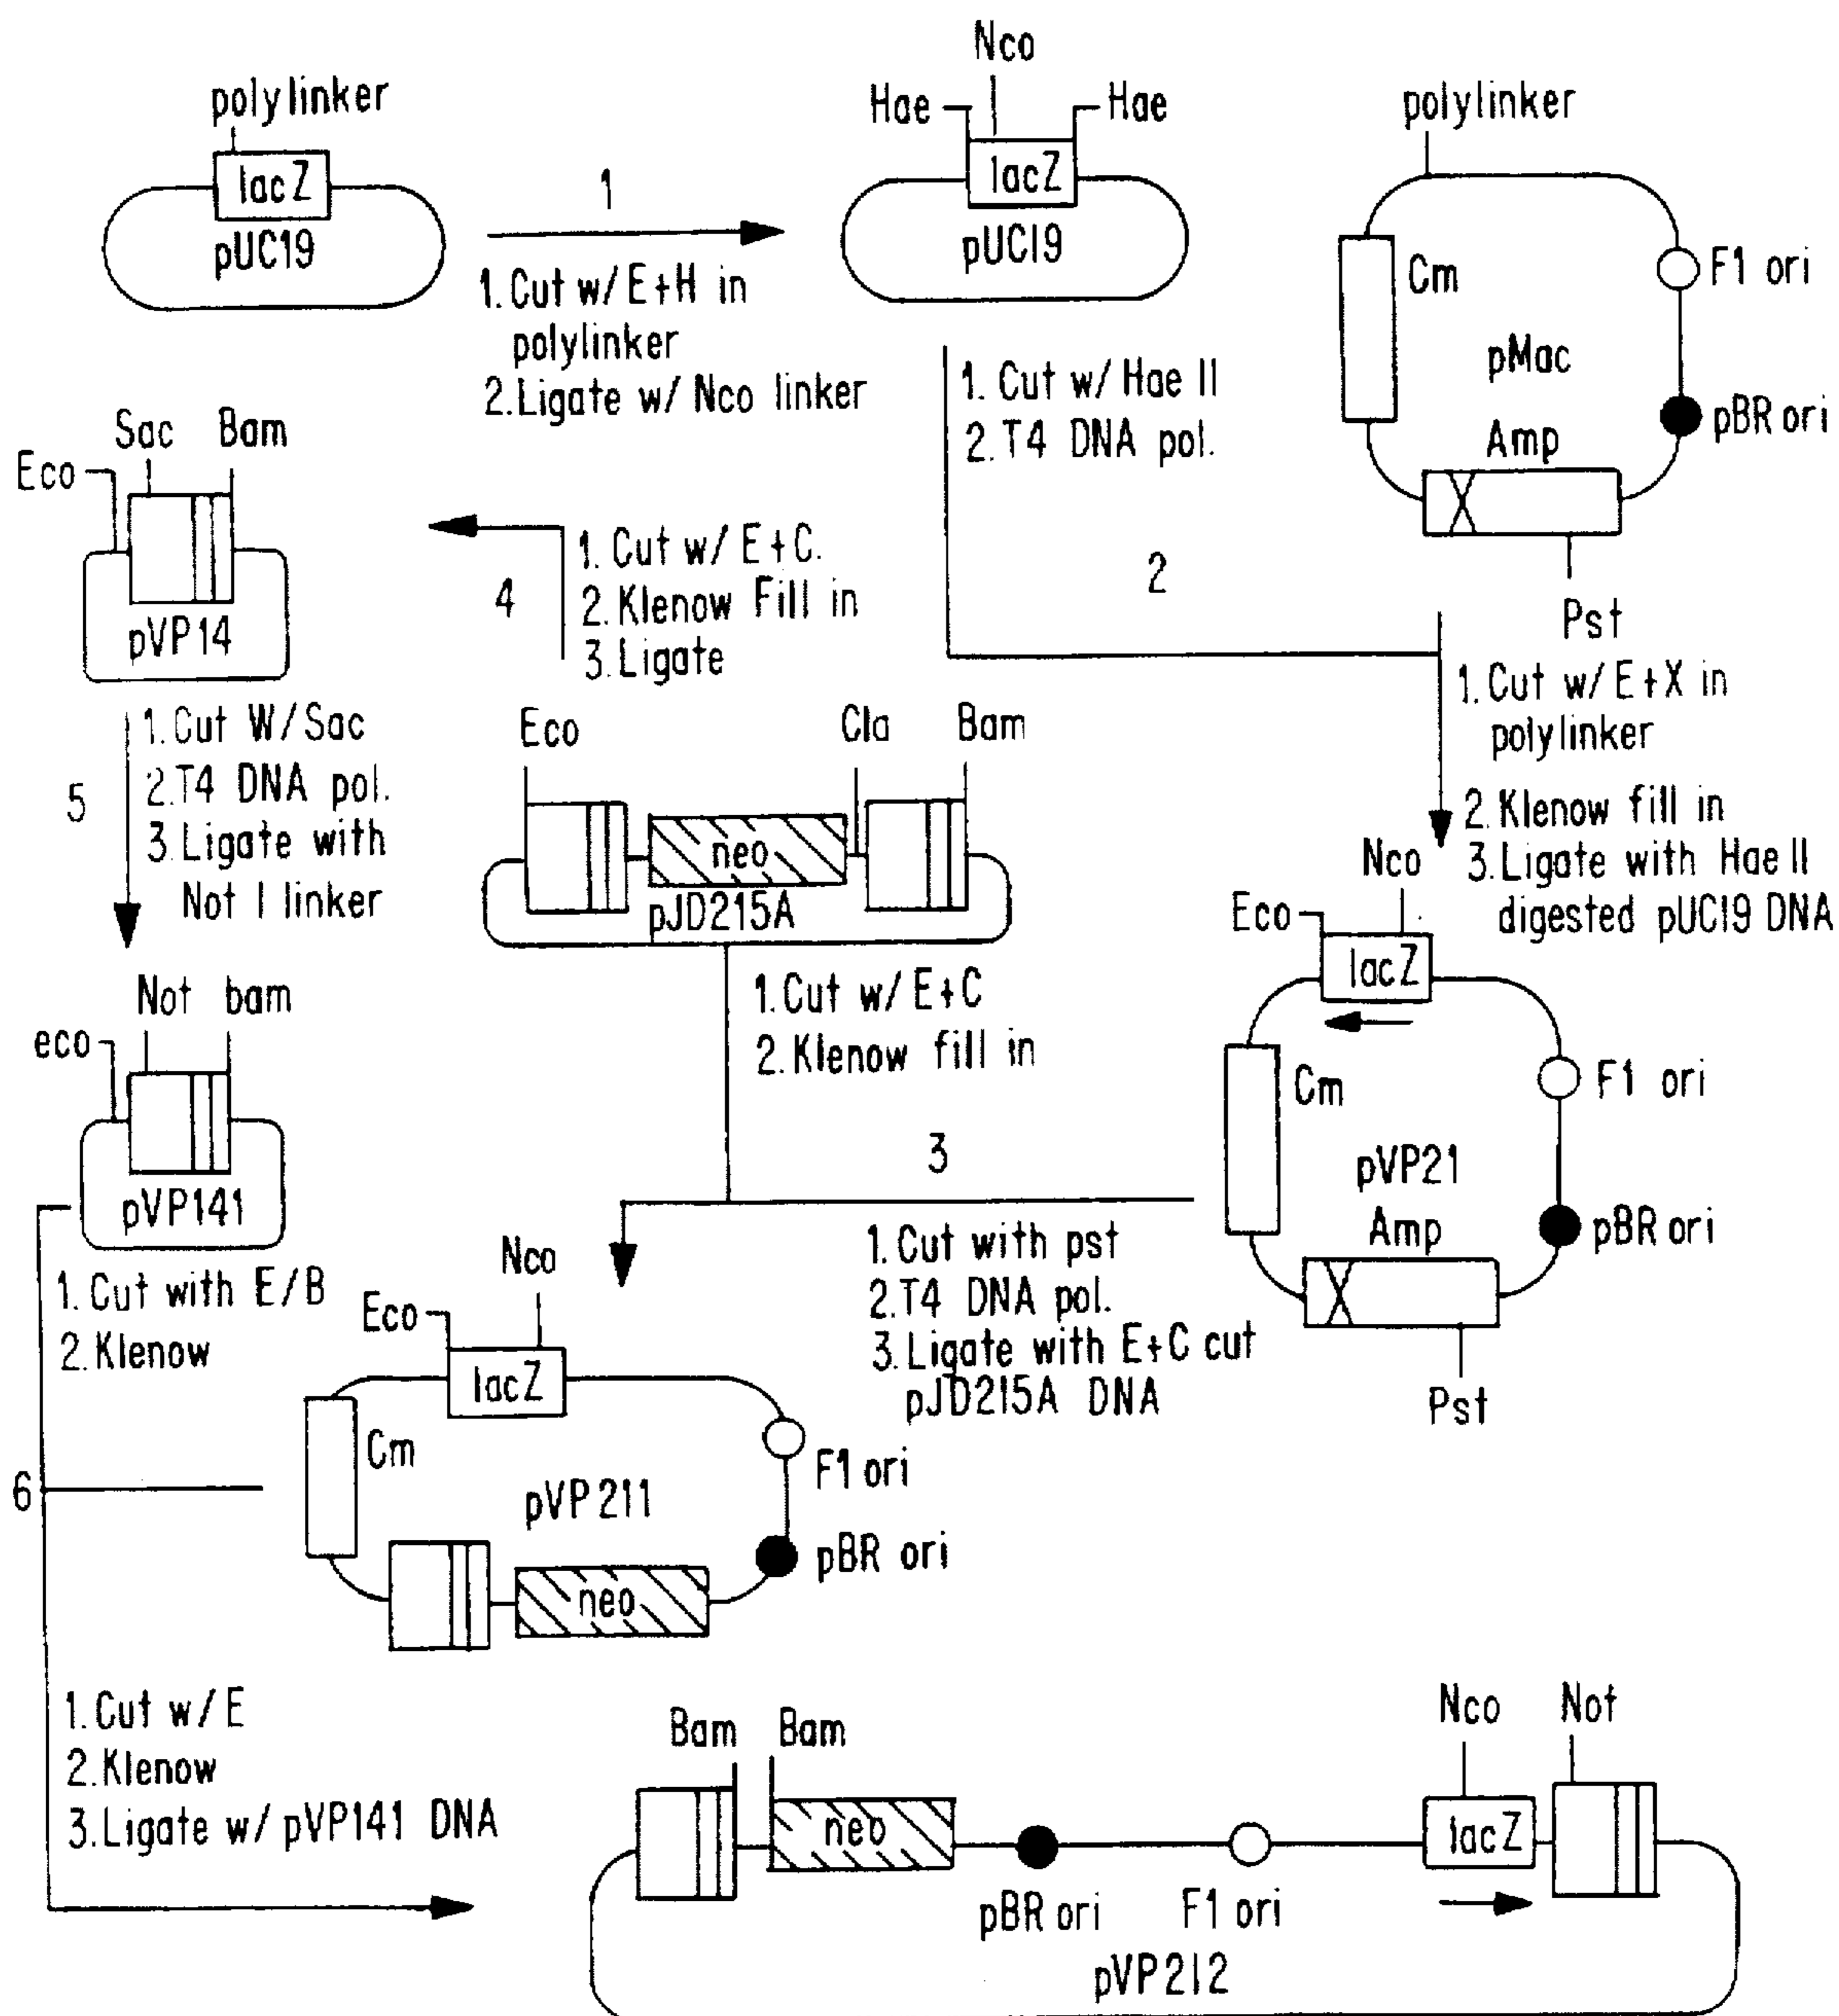 polylinker
lacZ
pUC19
1
1. Cut w/ E+H in
polylinker
2. Ligate w/ Nco linker
Nco
Hae
Hae
lacZ
pUC19
polylinker
Cm
F1 ori
pMac
pBR ori
Amp
Pst
1. Cut w/ Hae II
2. T4 DNA pol.
2
1. Cut w/ E+X in
polylinker
2. Klenow fill in
3. Ligate with Hae II
digested pUC19 DNA
Sac
Bam
Eco
pVP14
4
1. Cut w/ E+C.
2. Klenow Fill in
3. Ligate
5
1. Cut W/Sac
2. T4 DNA pol.
3. Ligate with
Not I linker
Eco
Cla
Bam
neo
pJD215A
1. Cut w/ E+C
2. Klenow fill in
3
Nco
Eco
lacZ
Cm
F1 ori
pVP21
pBR ori
Amp
Pst
1. Cut with pst
2. T4 DNA pol.
3. Ligate with E+C cut
pJD215A DNA
Not
bam
eco
pVP141
1. Cut with E/B
2. Klenow
6
Nco
Eco
lacZ
Cm
F1 ori
pVP211
pBR ori
neo
1. Cut w/ E
2. Klenow
3. Ligate w/ pVP141 DNA
Bam
Bam
Nco
Not
neo
lacZ
pBR ori
F1 ori
pVP212